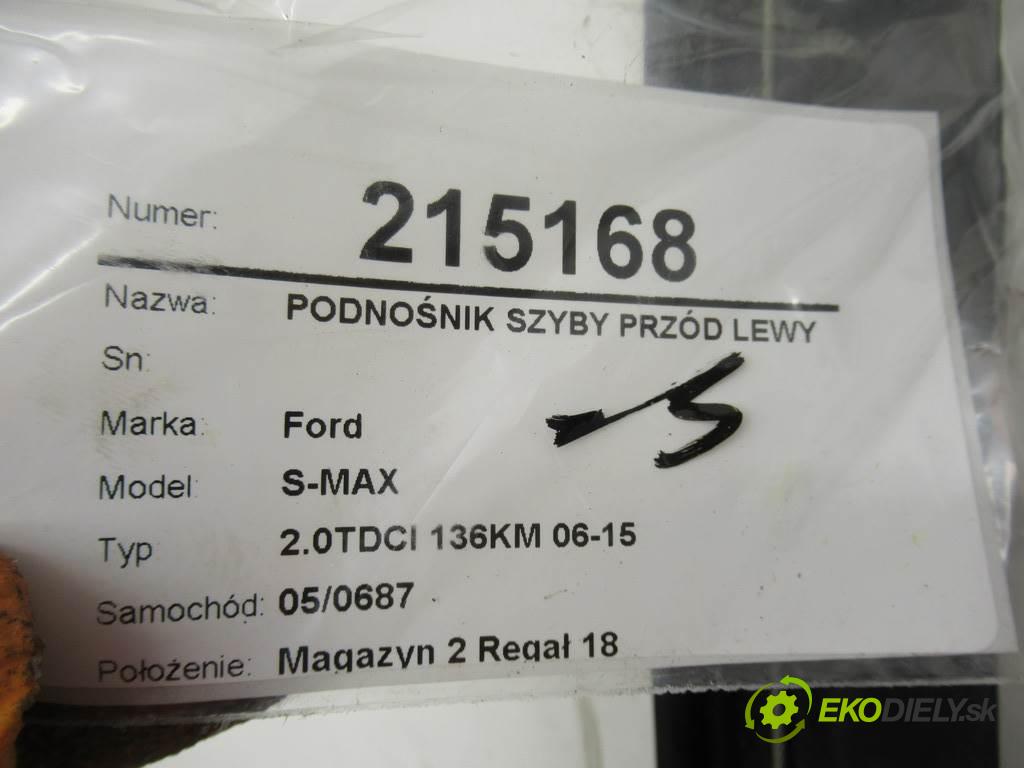 Numer: 215168
Nazwa: PODNOŚNIK SZYBY PRZÓD LEWY
Sn:
Marka: Ford
Model: S-MAX
Typ 2.0TDCI 136KM 06-15
Samochód: 05/0687
Położenie: Magazyn 2 Regał 18
EKODIELY.sk